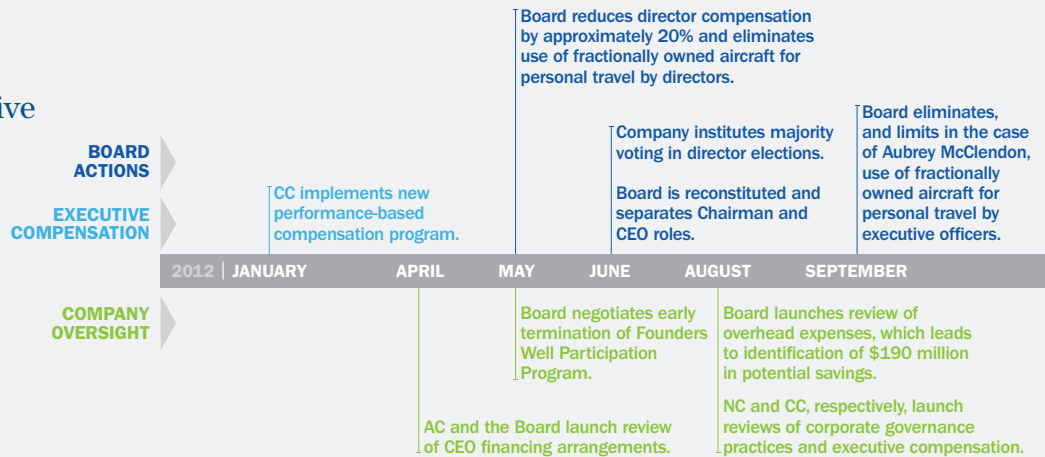 Board reduces director compensation
by approximately 20% and eliminates
use of fractionally owned aircraft for
personal travel by directors.
ive
BOARD
ACTIONS
EXECUTIVE
COMPENSATION
CC implements new
performance-based
compensation program.
Company institutes majority
voting in director elections.
Board is reconstituted and
separates Chairman and
CEO roles.
Board eliminates,
and limits in the case
of Aubrey McClendon,
use of fractionally
owned aircraft for
personal travel by
executive officers.
2012 | JANUARY APRIL MAY JUNE AUGUST SEPTEMBER
COMPANY
OVERSIGHT
AC and the Board launch review
of CEO financing arrangements.
Board negotiates early
termination of Founders
Well Participation
Program.
Board launches review of
overhead expenses, which leads
to identification of $190 million
in potential savings.
NC and CC, respectively, launch
reviews of corporate governance
practices and executive compensation.